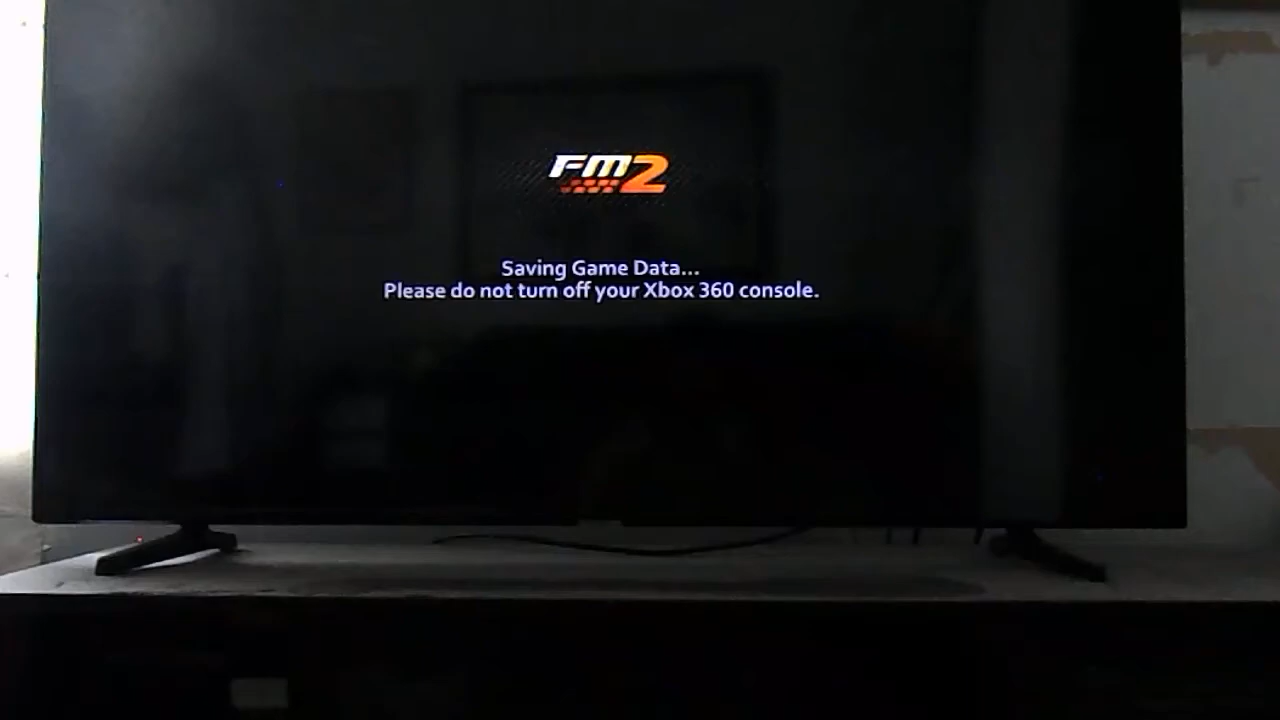 FM2
Saving Game Data...
Please do not turn off your Xbox 360 console.